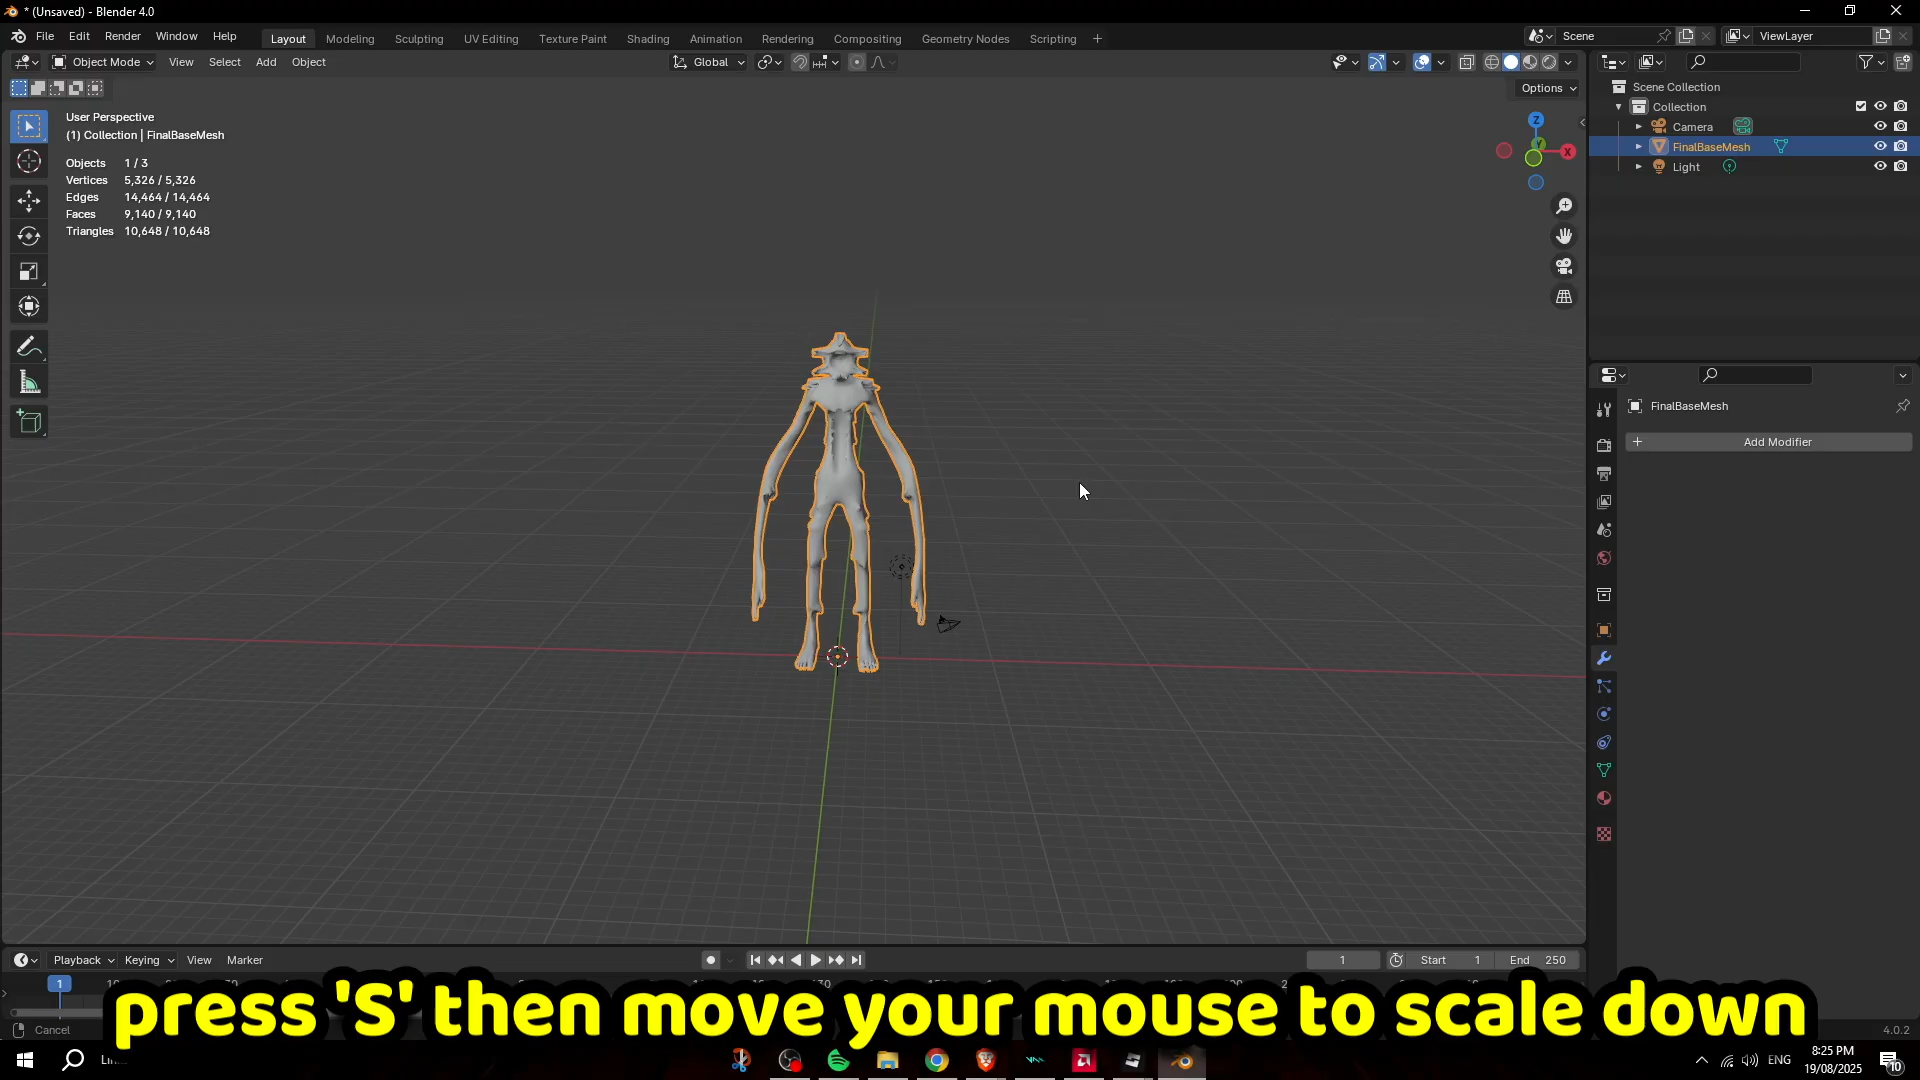 * (Unsaved) - Blender 4.0
File Edit Render Window Help
Layout Modeling Sculpting UV Editing Texture Paint Shading Animation Rendering Compositing Geometry Nodes Scripting +
Scene
ViewLayer
Object Mode View Select Add Object
Global
Options
User Perspective
(1) Collection | FinalBaseMesh
Objects 1 / 3
Vertices 5,326 / 5,326
Edges 14,464 / 14,464
Faces 9,140 / 9,140
Triangles 10,648 / 10,648
Z
X
Scene Collection
Collection
Camera
FinalBaseMesh
Light
FinalBaseMesh
+ Add Modifier
Playback Keying View Marker
1 Start 1 End 250
1
press 'S' then move your mouse to scale down
Cancel
4.0.2
ENG
8:25 PM
19/08/2025
10